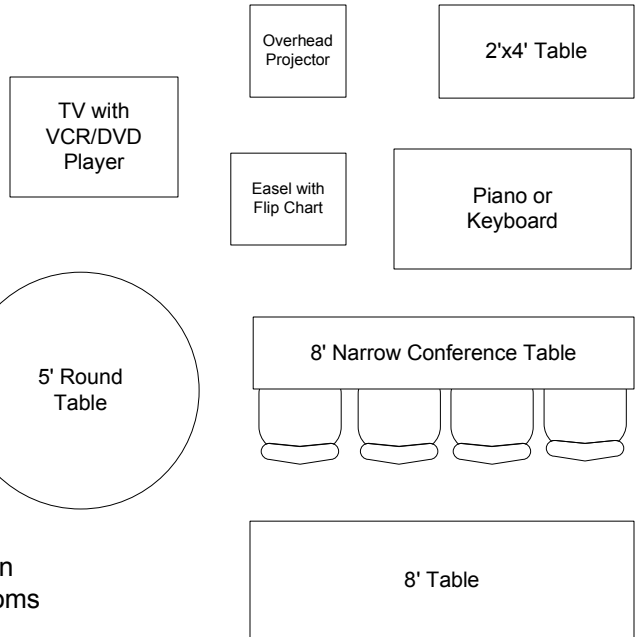 Overhead
Projector
2'x4' Table
TV with
VCR/DVD
Player
Easel with
Flip Chart
Piano or
Keyboard
8' Narrow Conference Table
5' Round
Table
8' Table